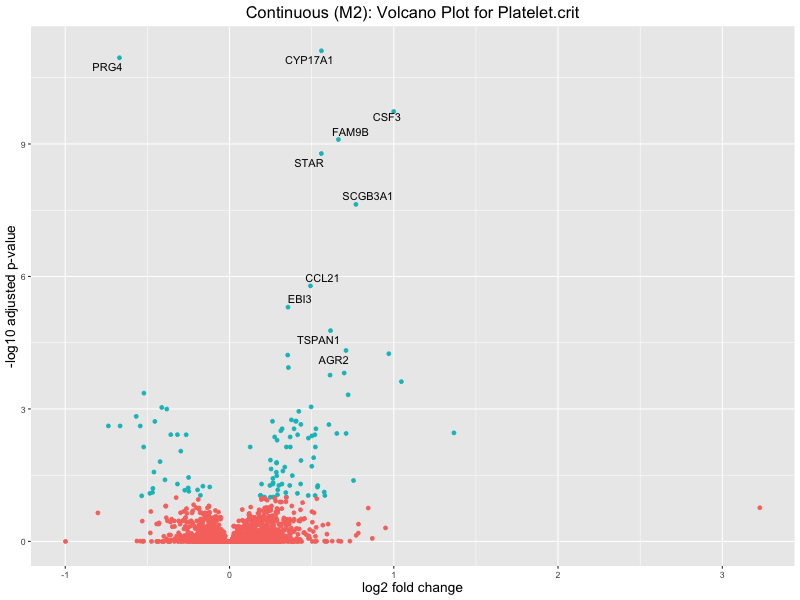 Continuous (M2): Volcano Plot for Platelet.crit
PRG4
CYP17A1
CSF3
FAM9B
STAR
SCGB3A1
CCL21
EBI3
TSPAN1
AGR2
9
6
3
0
-log10 adjusted p-value
-1
0
1
2
3
log2 fold change